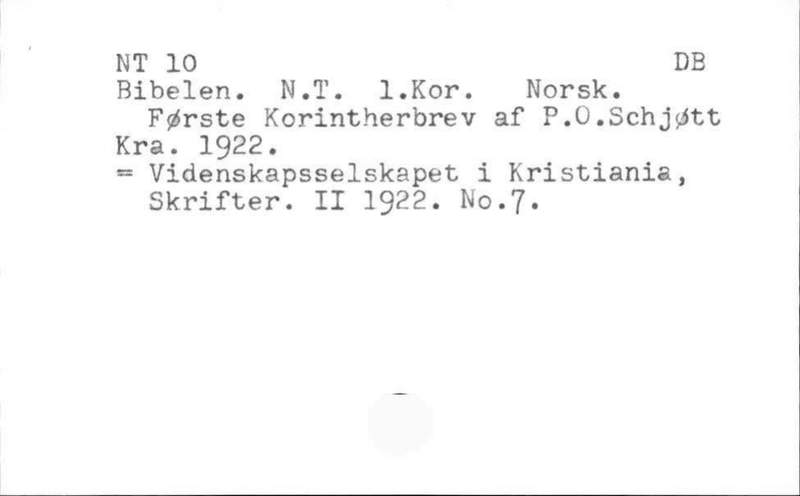 NT 10 DB
Bibelen. N.T. 1.Kor. Norsk.
Første Korintherbrev af P.O.Schjøtt
Kra. 1922.
= Videnskapsselskapet i Kristiania,
Skrifter. II 1922. No.7.